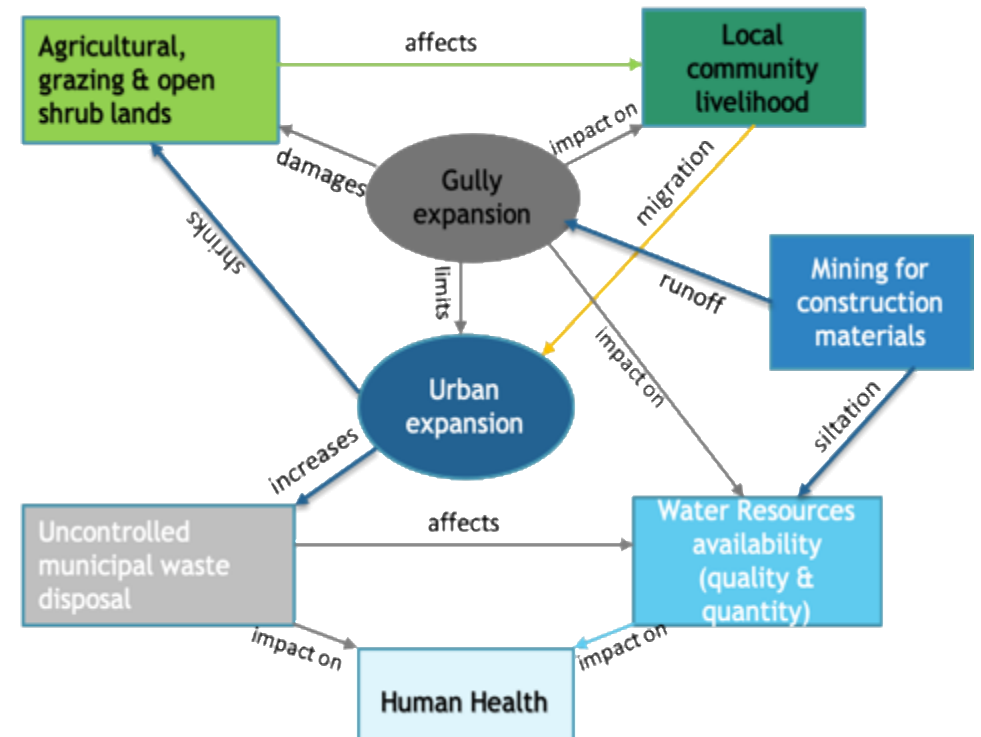 Agricultural,
grazing & open
shrub lands
affects
Local
community
livelihood
damages
impact on
Gully
expansion
migration
shrinks
limits
runoff
Mining for
construction
materials
impact on
Urban
expansion
siltation
increases
Uncontrolled
municipal waste
disposal
affects
Water Resources
availability
(quality &
quantity)
impact on
impact on
Human Health